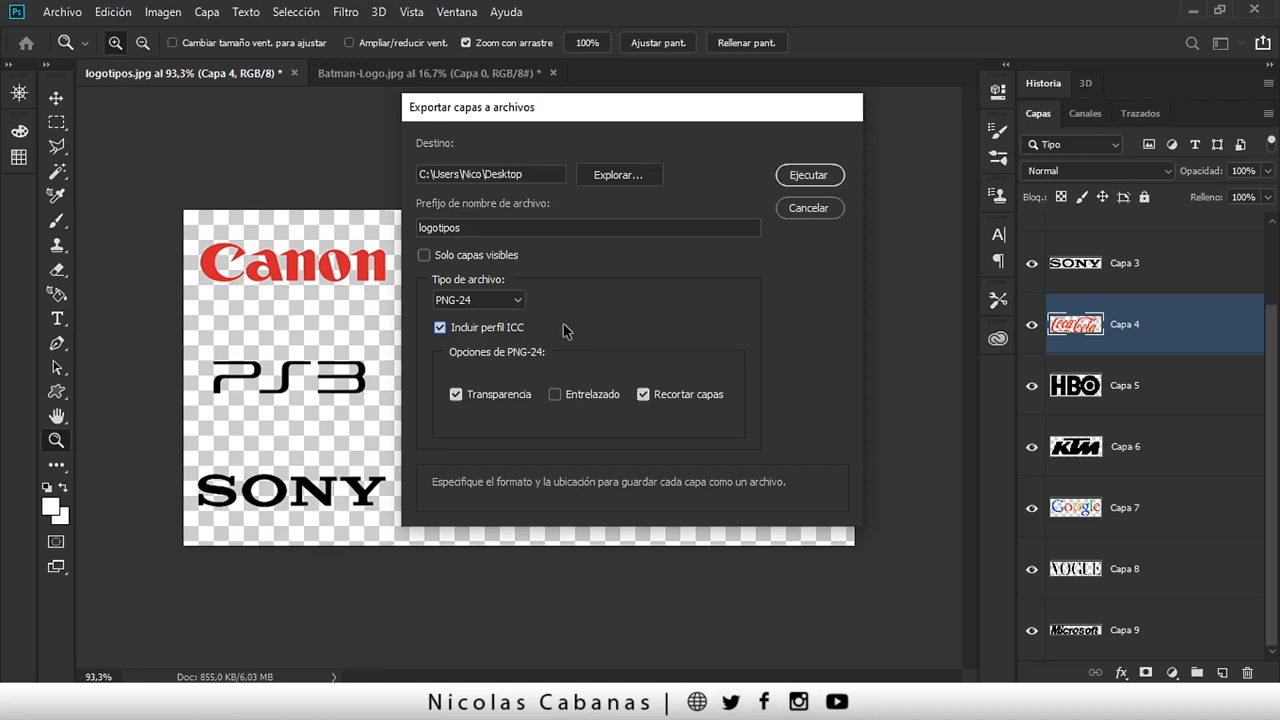 Ps Archivo Edición Imagen Capa Texto Selección Filtro 3D Vista Ventana Ayuda
Cambiar tamaño vent. para ajustar Ampliar/reducir vent. Zoom con arrastre 100% Ajustar pant. Rellenar pant.
logotipos.jpg al 93,3% (Capa 4, RGB/8) * × Batman-Logo.jpg al 16,7% (Capa 0, RGB/8#) * ×
Historia 3D
Exportar capas a archivos
Capas Canales Trazados
Destino:
Tipo
C:\Users\Nico\Desktop Explorar... Ejecutar
Normal Opacidad: 100%
Prefijo de nombre de archivo:
Cancelar
Bloq.: Relleno: 100%
logotipos
Solo capas visibles
Canon
SONY Capa 3
Tipo de archivo:
PNG-24
Incluir perfil ICC
Coca-Cola Capa 4
Opciones de PNG-24:
PS3
HBO Capa 5
Transparencia Entrelazado Recortar capas
KTM Capa 6
Especifique el formato y la ubicación para guardar cada capa como un archivo.
SONY
Google Capa 7
VOGUE Capa 8
Microsoft Capa 9
93,3% Doc: 855,0 KB/6,03 MB
Nicolas Cabanas |